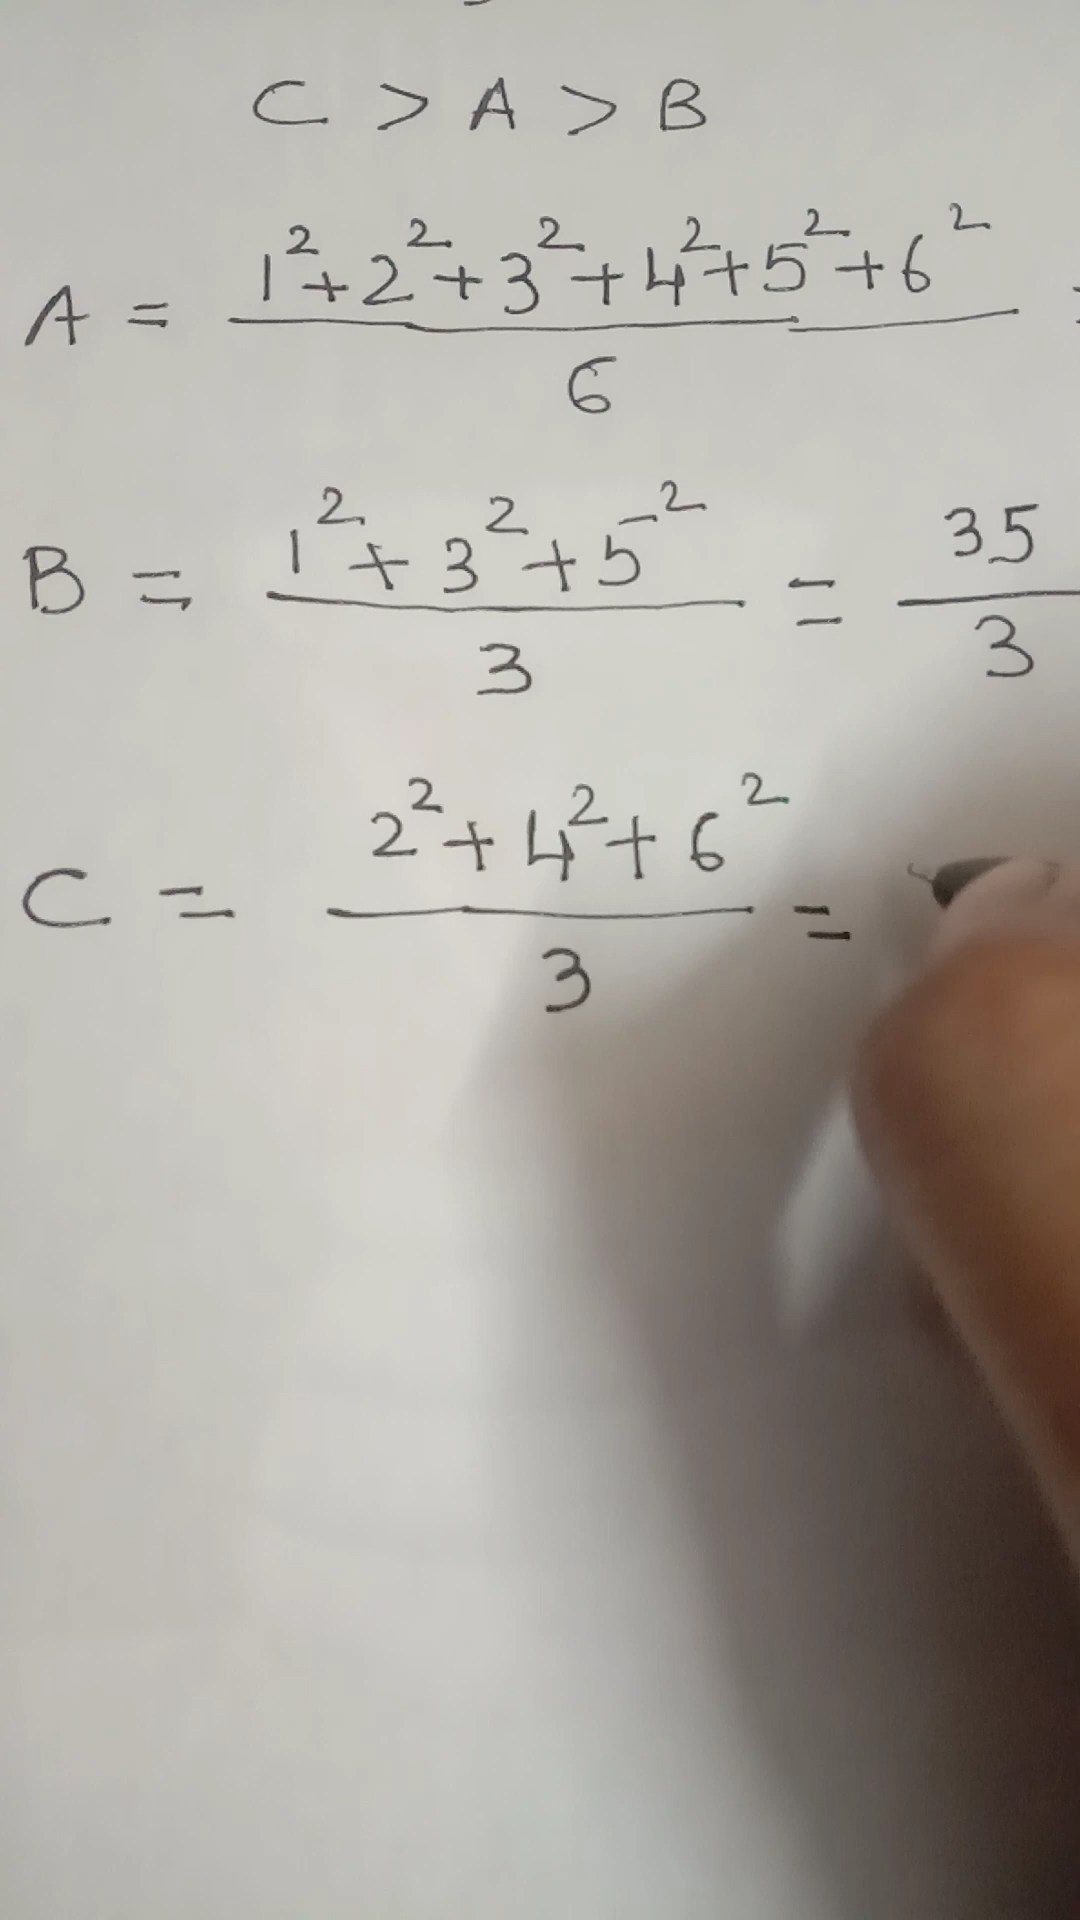 C > A > B
A = (1² + 2² + 3² + 4² + 5² + 6²) / 6
B = (1² + 3² + 5²) / 3 = 35 / 3
C = (2² + 4² + 6²) / 3 =